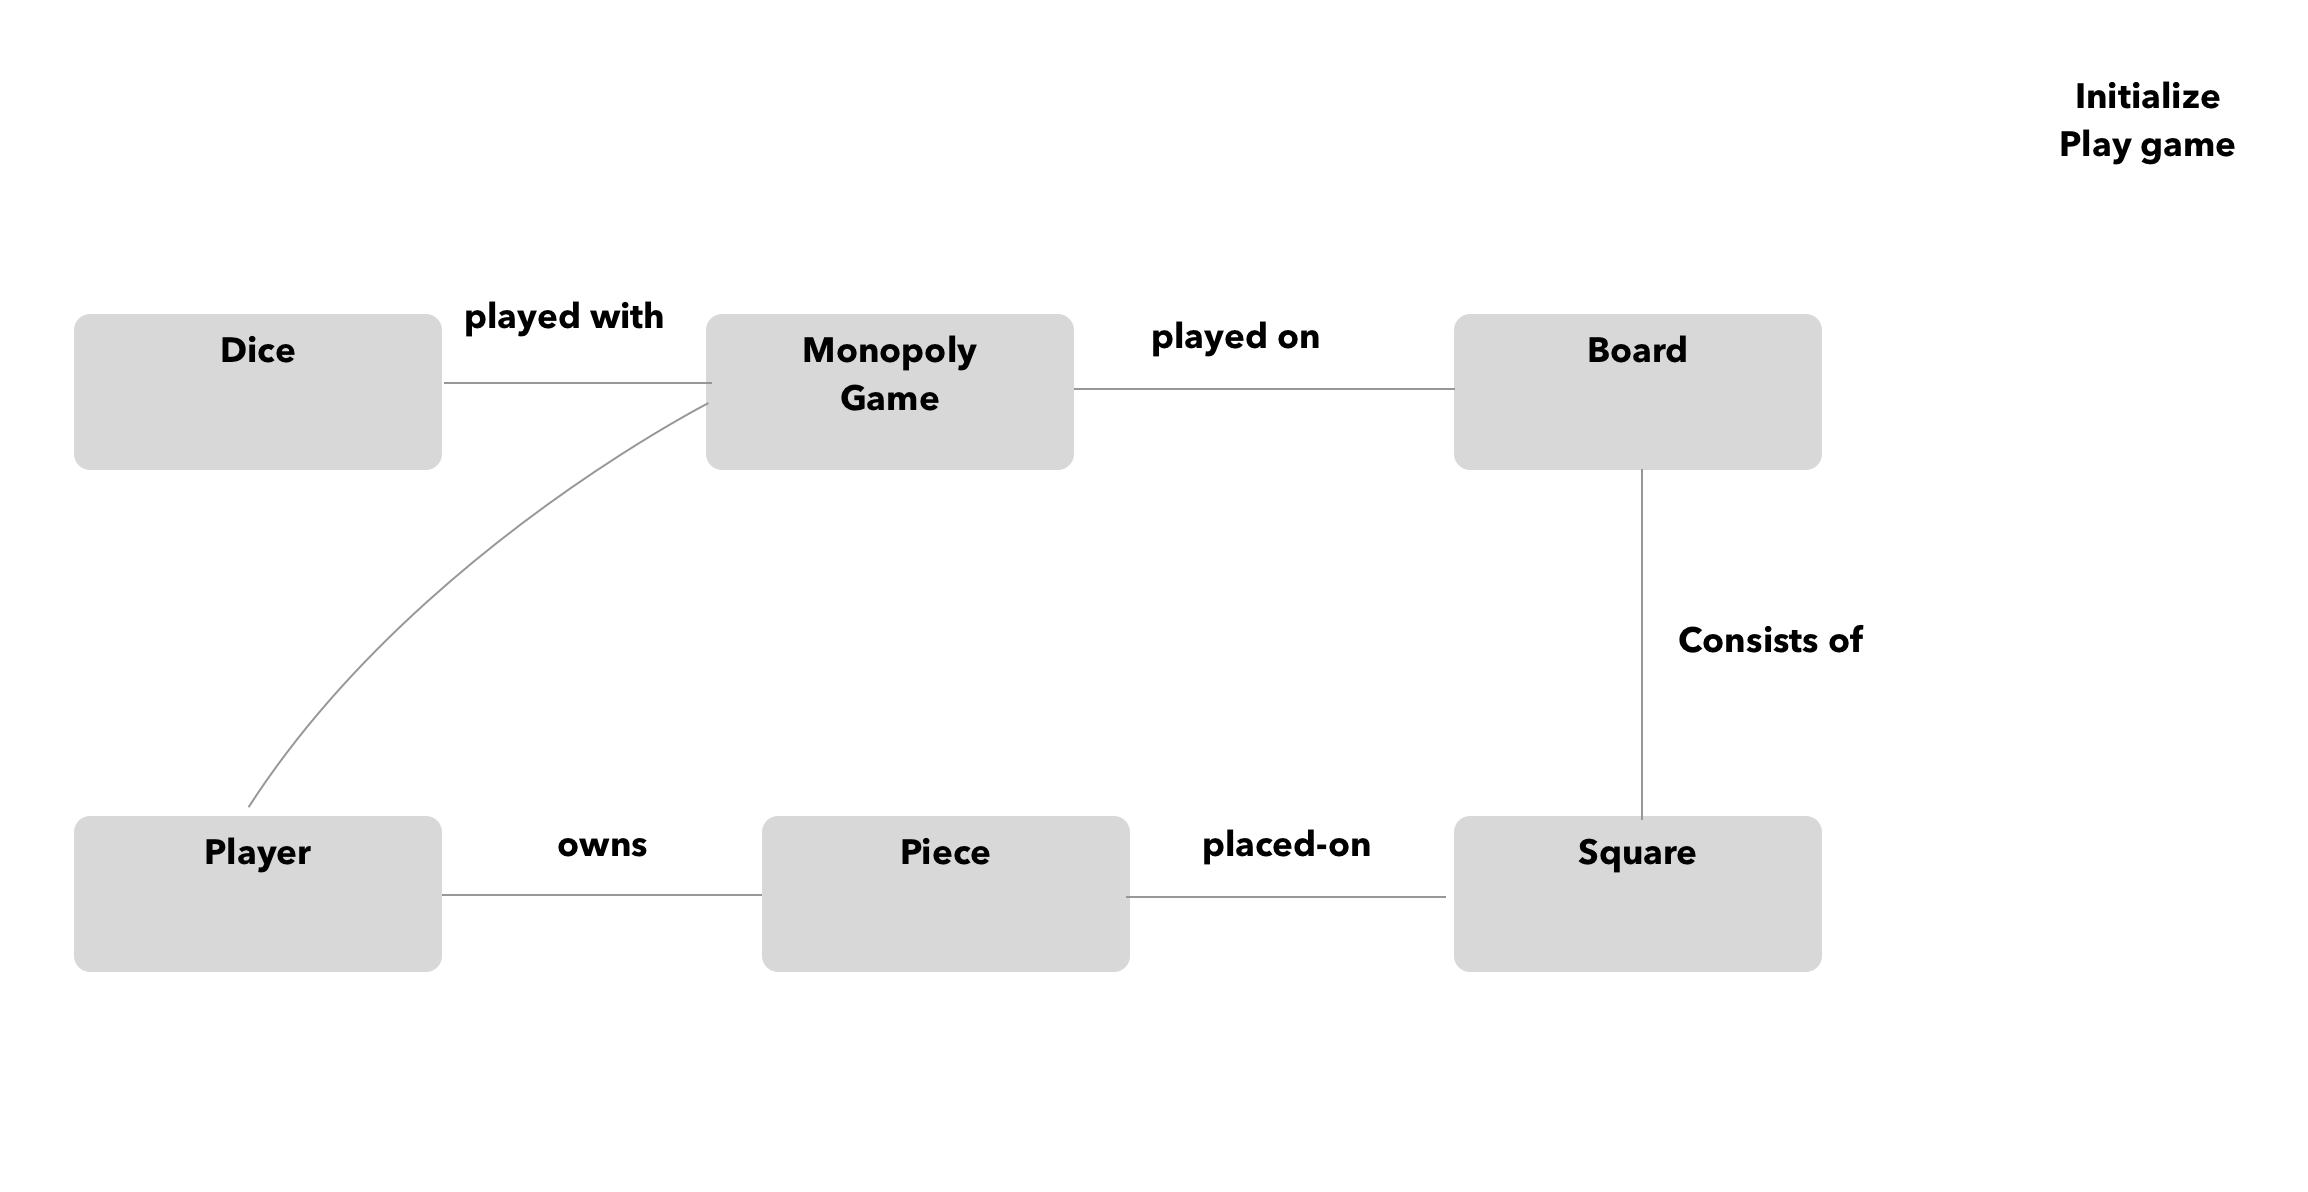 Initialize
Play game
Dice
played with
Monopoly
Game
played on
Board
Consists of
Player
owns
Piece
placed-on
Square